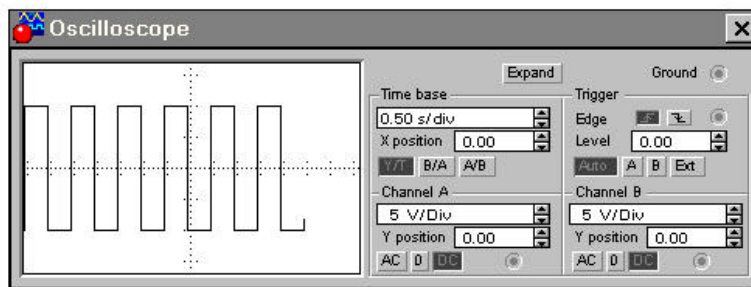 Oscilloscope
Expand Ground
Time base
0.50 s/div
X position 0.00
Y/T B/A A/B
Trigger
Edge
Level 0.00
Auto A B Ext
Channel A
5 V/Div
Y position 0.00
AC 0 DC
Channel B
5 V/Div
Y position 0.00
AC 0 DC